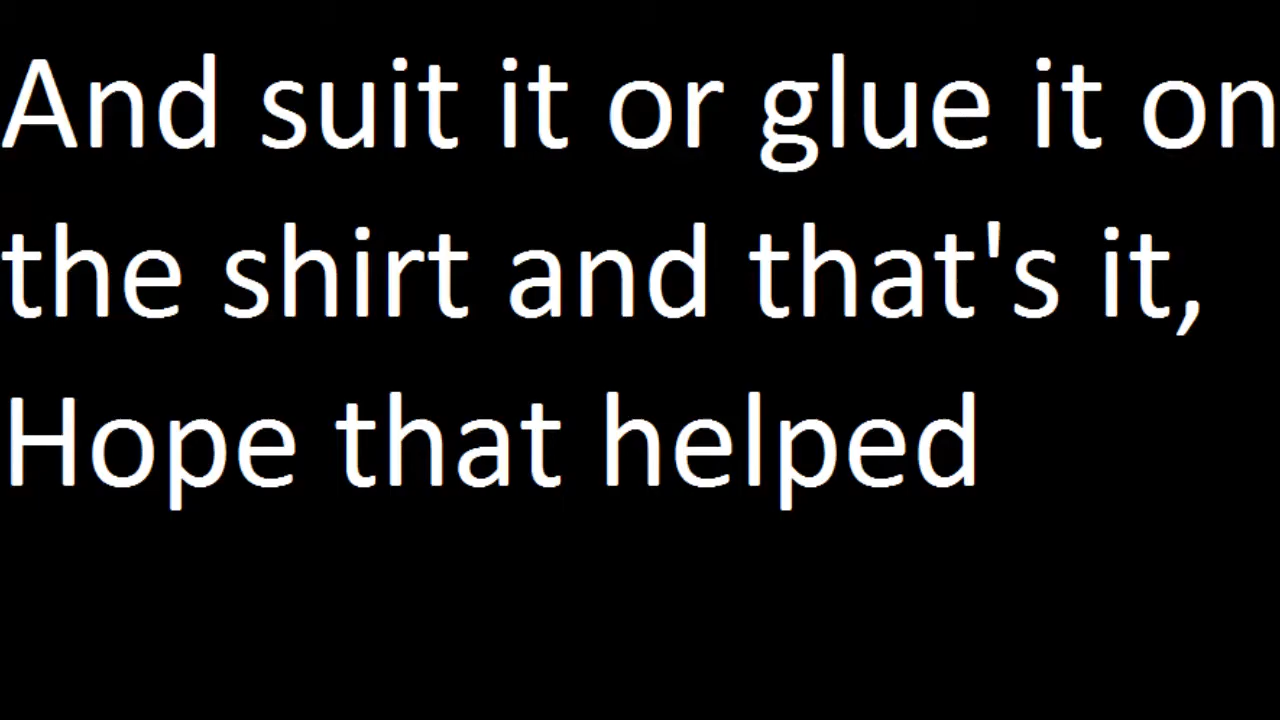 And suit it or glue it on
the shirt and that's it,
Hope that helped